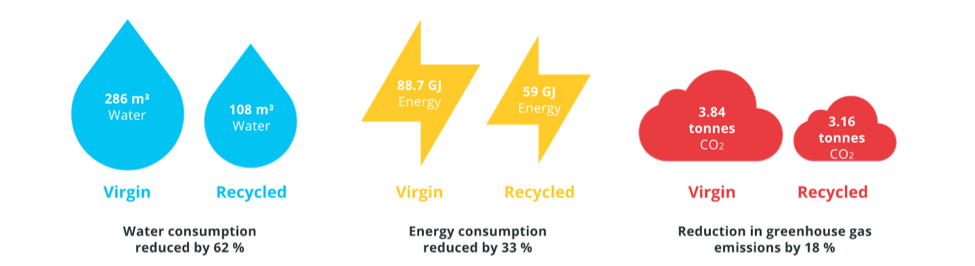 286 m³
Water
108 m³
Water
Virgin
Recycled
Water consumption
reduced by 62 %
88.7 GJ
Energy
59 GJ
Energy
Virgin
Recycled
Energy consumption
reduced by 33 %
3.84
tonnes
CO₂
3.16
tonnes
CO₂
Virgin
Recycled
Reduction in greenhouse gas
emissions by 18 %